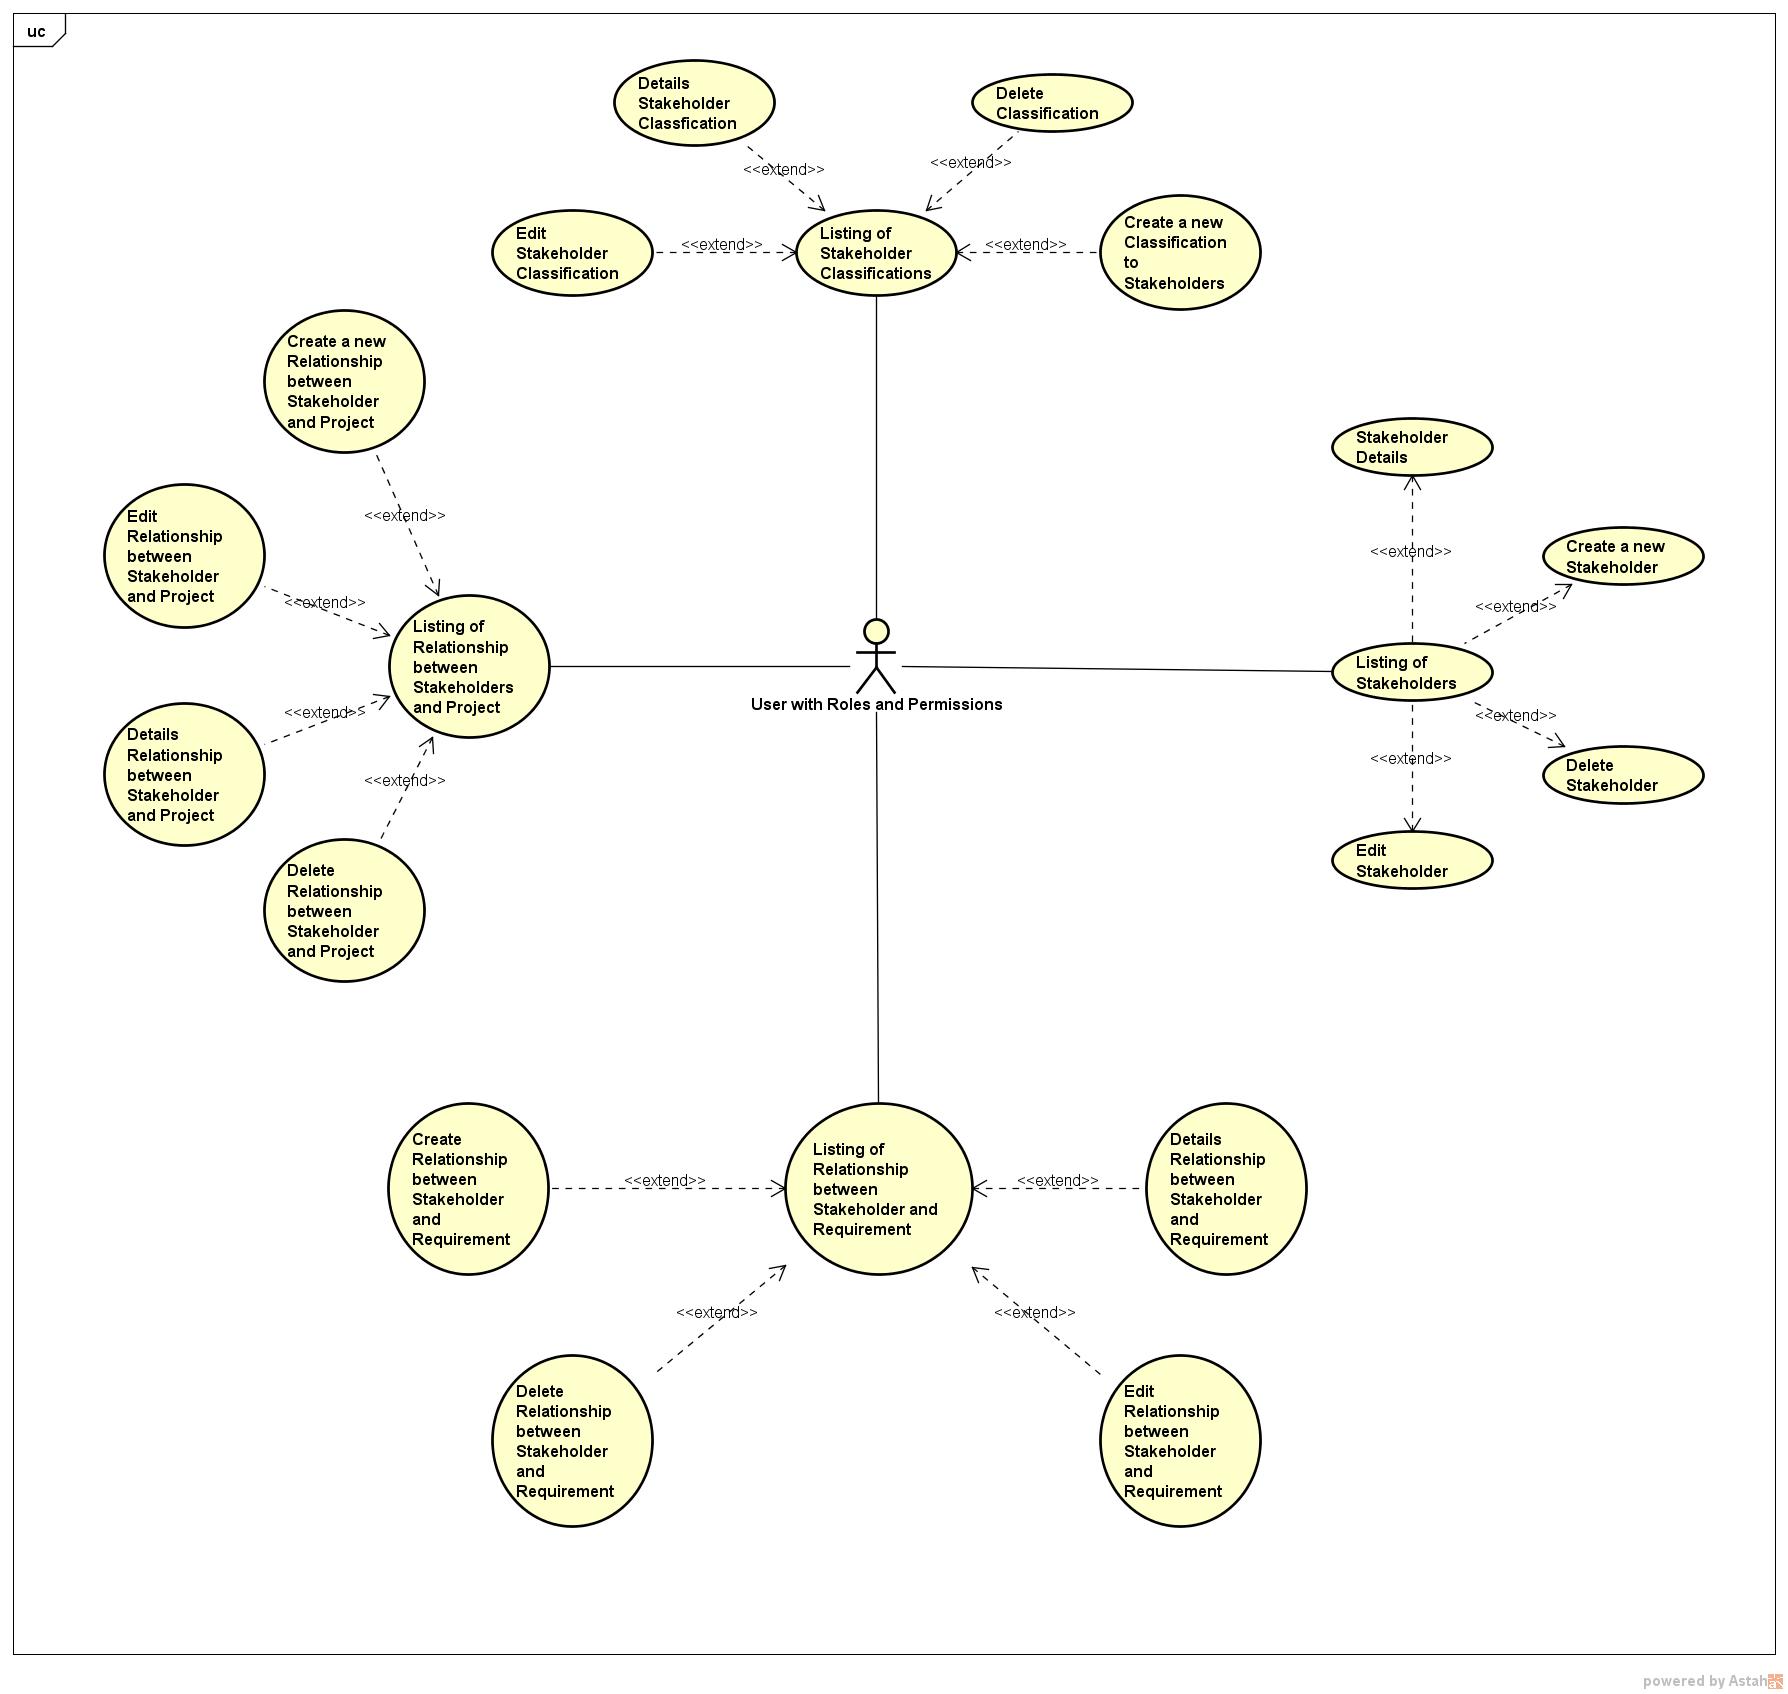 uc
Details
Stakeholder
Classfication
Delete
Classification
<<extend>>
<<extend>>
Edit
Stakeholder
Classification
<<extend>>
Listing of
Stakeholder
Classifications
<<extend>>
Create a new
Classification
to
Stakeholders
Create a new
Relationship
between
Stakeholder
and Project
<<extend>>
Edit
Relationship
between
Stakeholder
and Project
<<extend>>
Listing of
Relationship
between
Stakeholders
and Project
Details
Relationship
between
Stakeholder
and Project
<<extend>>
<<extend>>
Delete
Relationship
between
Stakeholder
and Project
User with Roles and Permissions
Stakeholder
Details
<<extend>>
Create a new
Stakeholder
<<extend>>
Listing of
Stakeholders
<<extend>>
<<extend>>
Delete
Stakeholder
Edit
Stakeholder
Create
Relationship
between
Stakeholder
and
Requirement
<<extend>>
Listing of
Relationship
between
Stakeholder and
Requirement
<<extend>>
Details
Relationship
between
Stakeholder
and
Requirement
<<extend>>
<<extend>>
Delete
Relationship
between
Stakeholder
and
Requirement
Edit
Relationship
between
Stakeholder
and
Requirement
powered by Astah